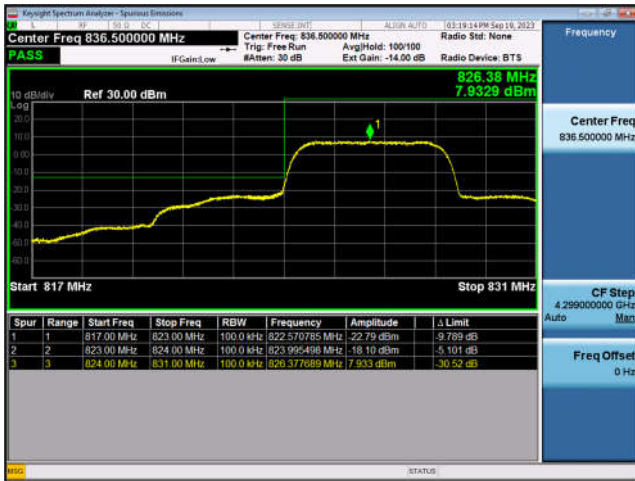 Keysight Spectrum Analyzer - Spurious Emissions
L RF 50 Ω DC SENSE:INT ALIGN AUTO 03:19:14 PM Sep 19, 2023
Center Freq 836.500000 MHz Center Freq: 836.500000 MHz Radio Std: None
PASS Trig: Free Run Avg|Hold: 100/100
IFGain:Low #Atten: 30 dB Ext Gain: -14.00 dB Radio Device: BTS
826.38 MHz
10 dB/div Ref 30.00 dBm 7.9329 dBm
Log
20.0
10.0
0.00
-10.0
-20.0
-30.0
-40.0
-50.0
-60.0
1
Start 817 MHz Stop 831 MHz
Spur Range Start Freq Stop Freq RBW Frequency Amplitude Δ Limit
1 1 817.00 MHz 823.00 MHz 100.0 kHz 822.570785 MHz -22.79 dBm -9.789 dB
2 2 823.00 MHz 824.00 MHz 100.0 kHz 823.995498 MHz -18.10 dBm -5.101 dB
3 3 824.00 MHz 831.00 MHz 100.0 kHz 826.377689 MHz 7.933 dBm -30.52 dB
MSG STATUS
Frequency
Center Freq
836.500000 MHz
CF Step
4.299000000 GHz
Auto Man
Freq Offset
0 Hz